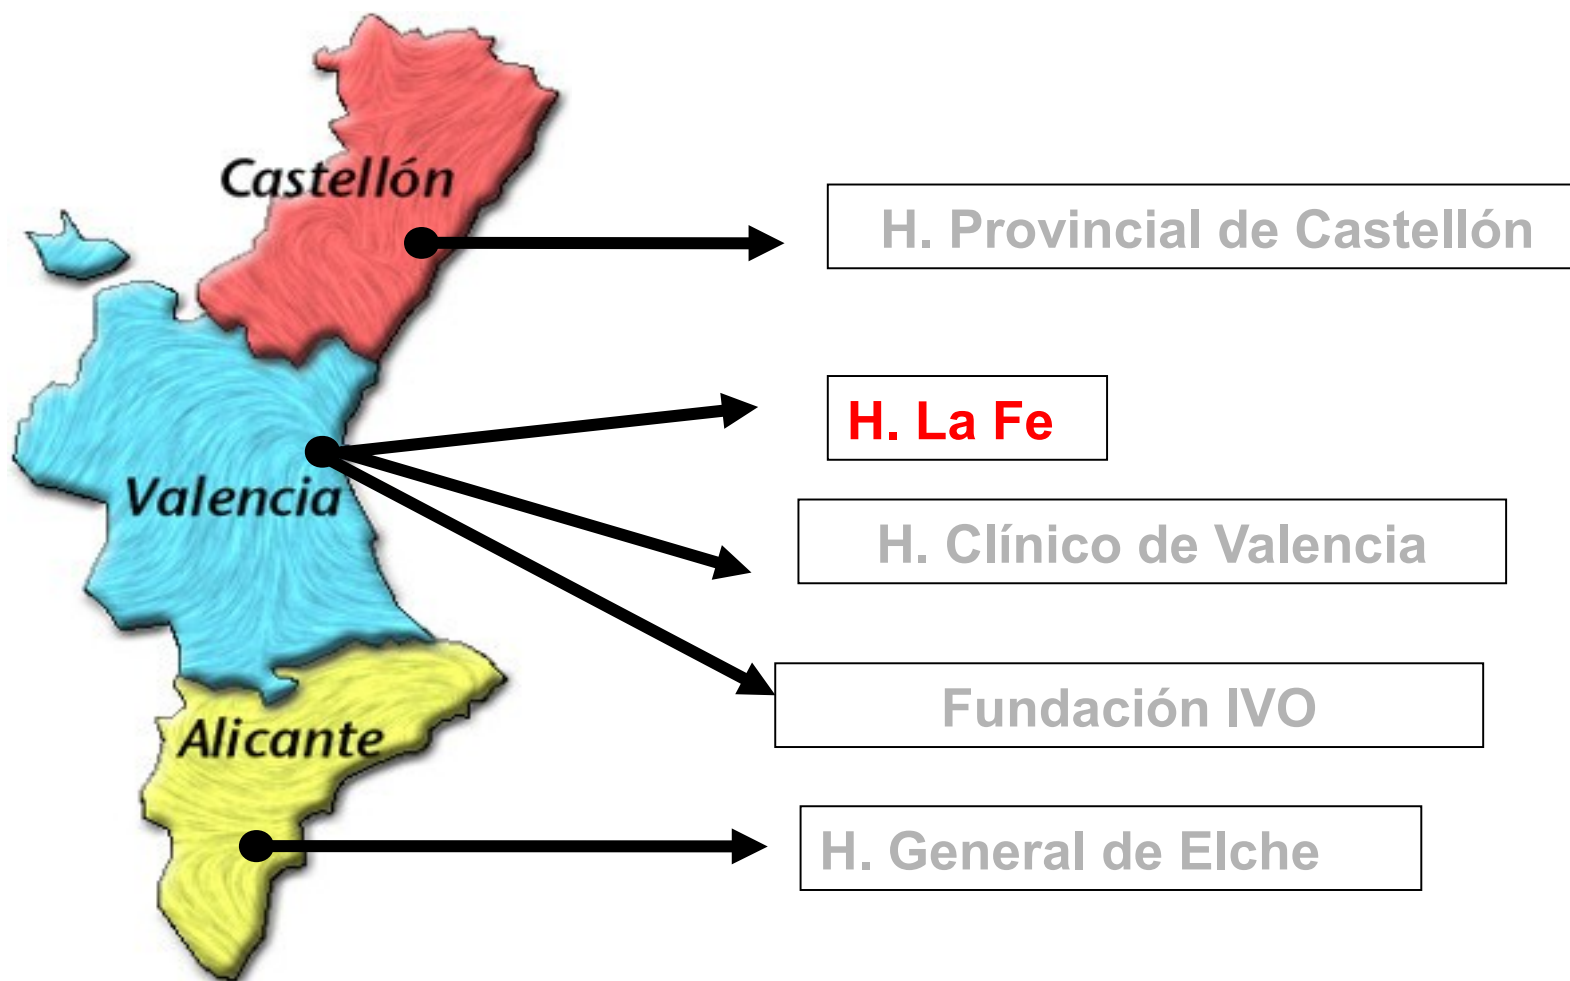 Castellón
H. Provincial de Castellón
H. La Fe
Valencia
H. Clínico de Valencia
Fundación IVO
Alicante
H. General de Elche